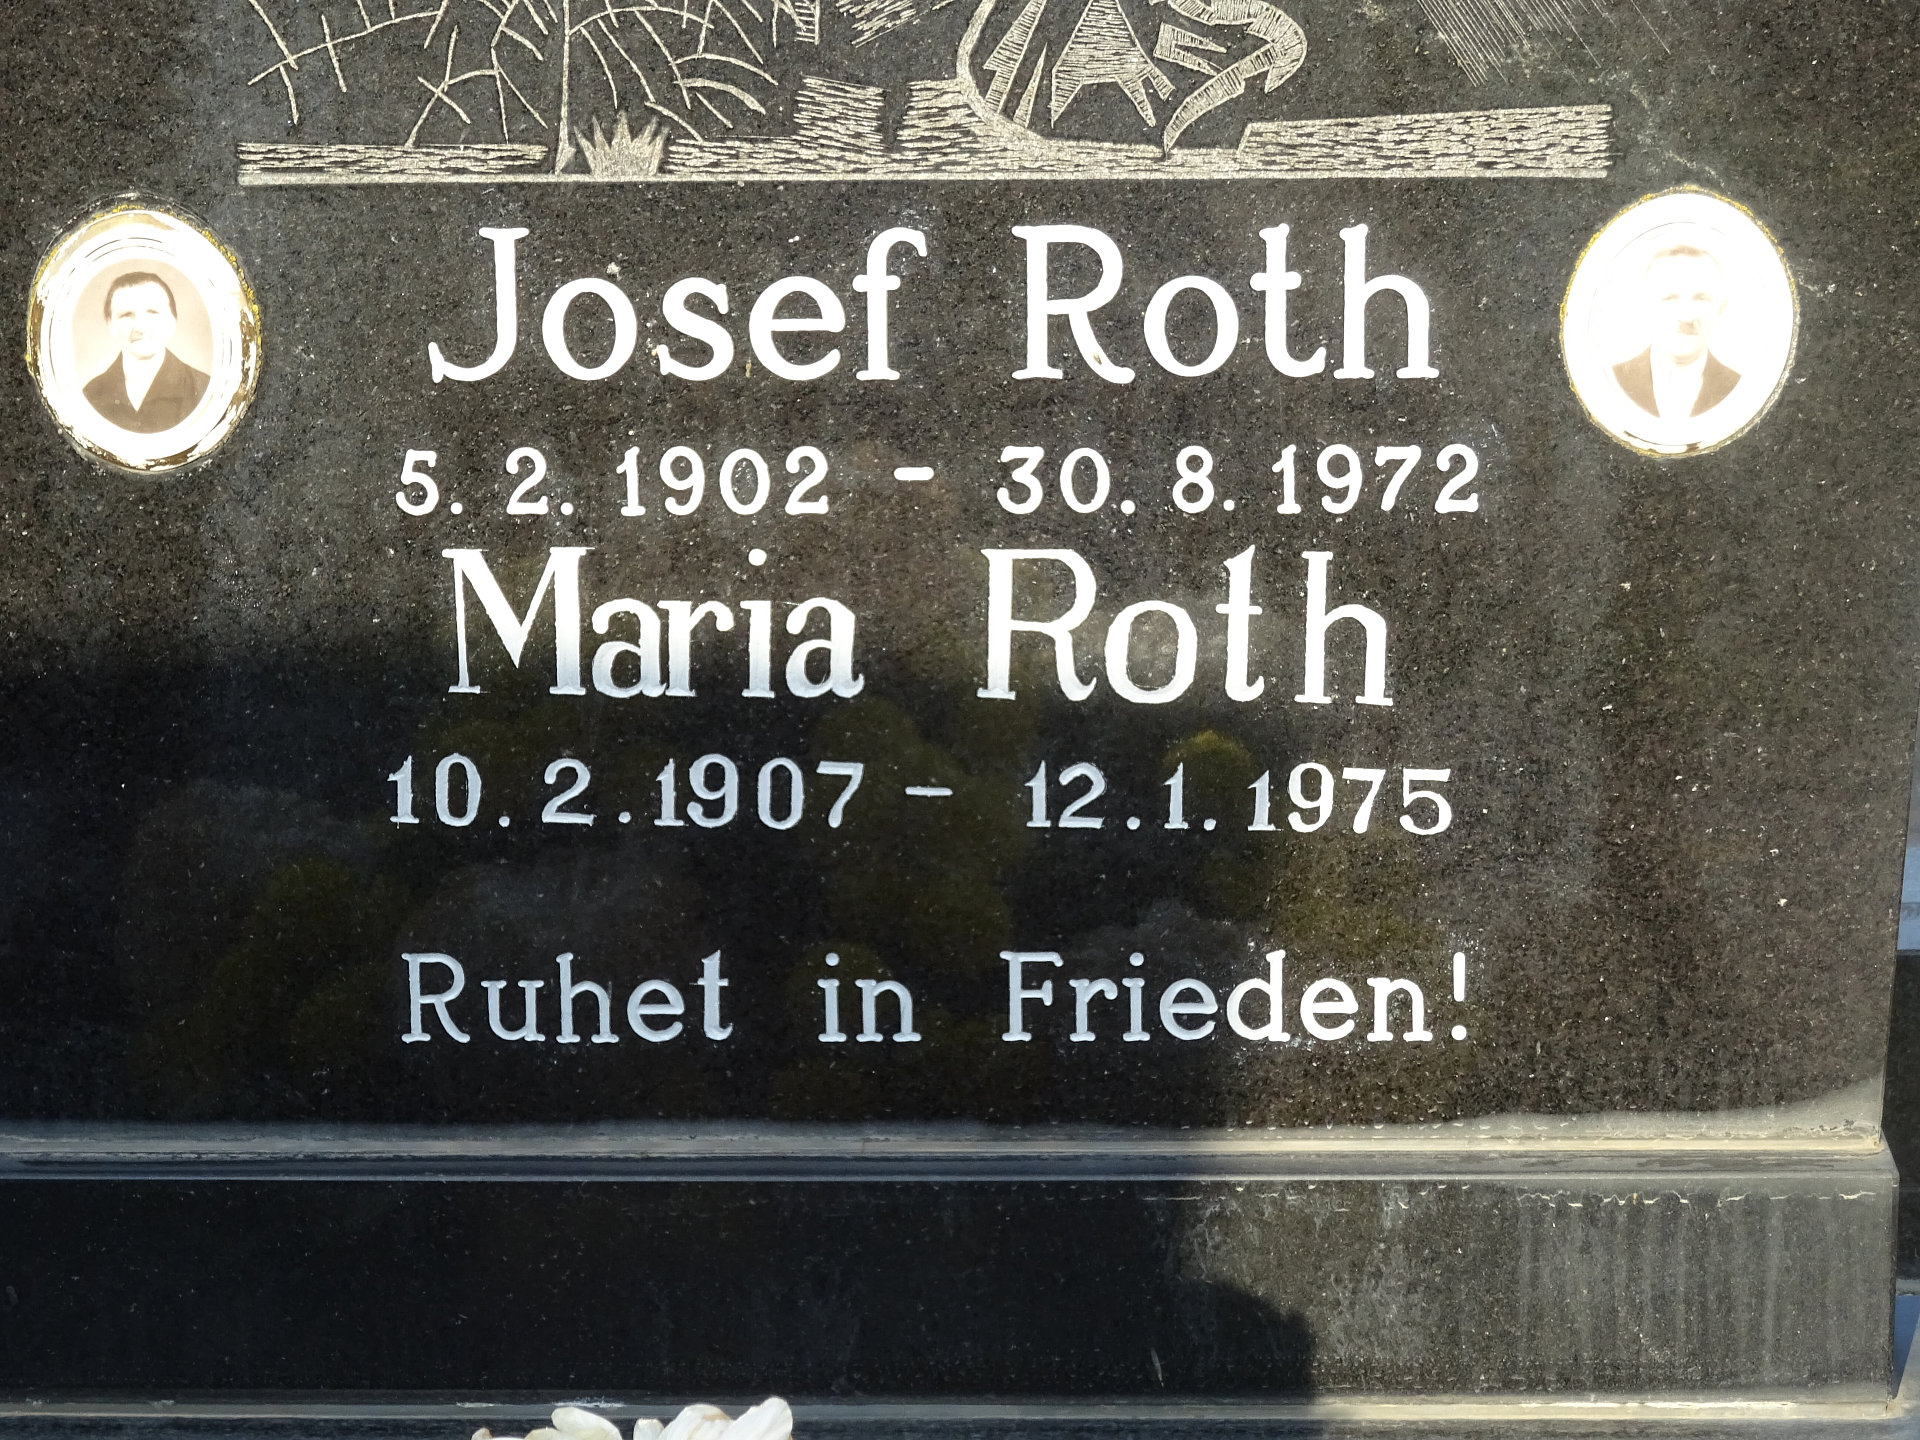 Josef Roth
5. 2. 1902 - 30. 8. 1972
Maria Roth
10. 2. 1907 - 12. 1. 1975
Ruhet in Frieden!